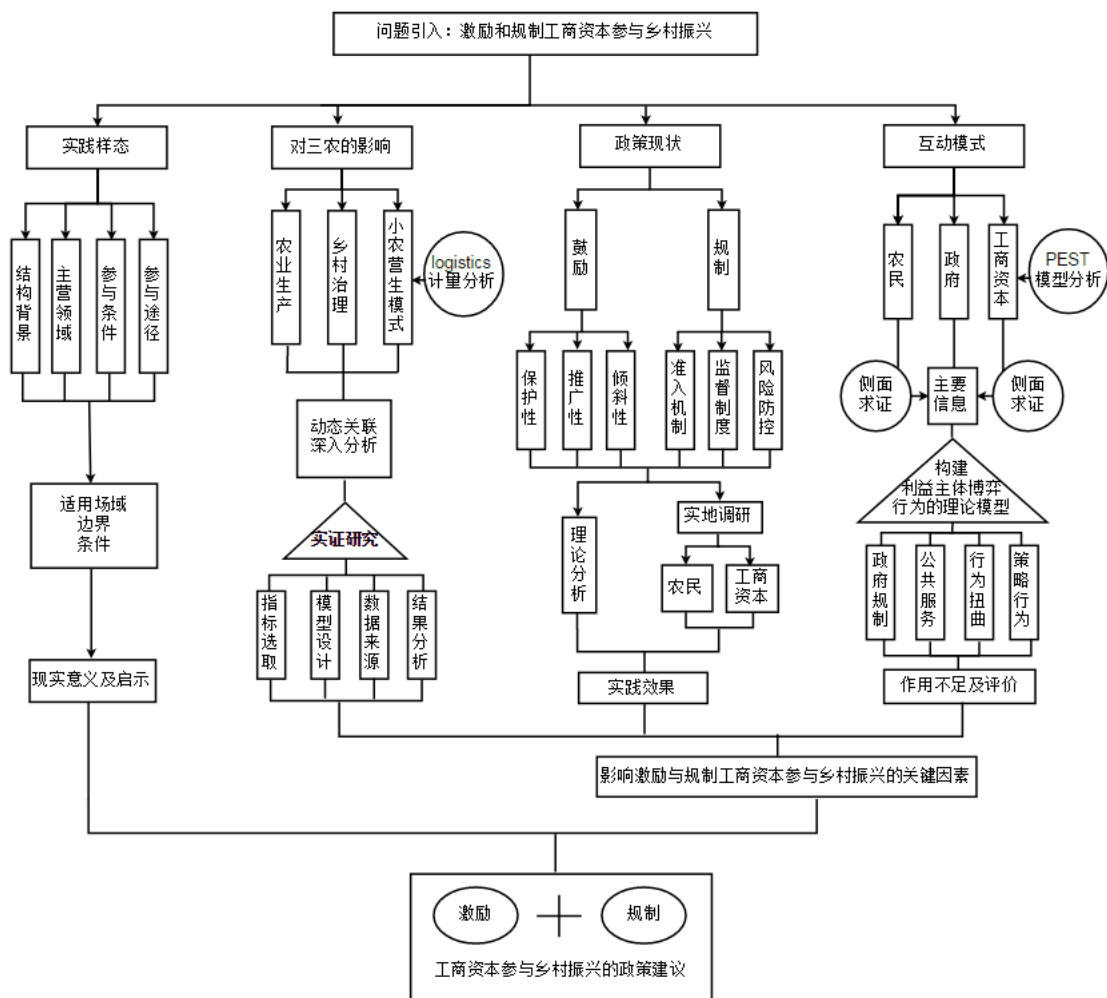 问题引入：激励和规制工商资本参与乡村振兴
实践样态
对三农的影响
政策现状
互动模式
结构背景
主营领域
参与条件
参与途径
农业生产
乡村治理
小农营生模式
logistics
计量分析
鼓励
规制
农民
政府
工商资本
PEST
模型分析
保护性
推广性
倾斜性
准入机制
监督制度
风险防控
侧面
求证
主要
信息
侧面
求证
动态关联
深入分析
适用场域
边界
条件
实证研究
理论分析
实地调研
农民
工商
资本
构建
利益主体博弈
行为的理论模型
指标选取
模型设计
数据来源
结果分析
政府规制
公共服务
行为扭曲
策略行为
现实意义及启示
实践效果
作用不足及评价
影响激励与规制工商资本参与乡村振兴的关键因素
激励
规制
工商资本参与乡村振兴的政策建议